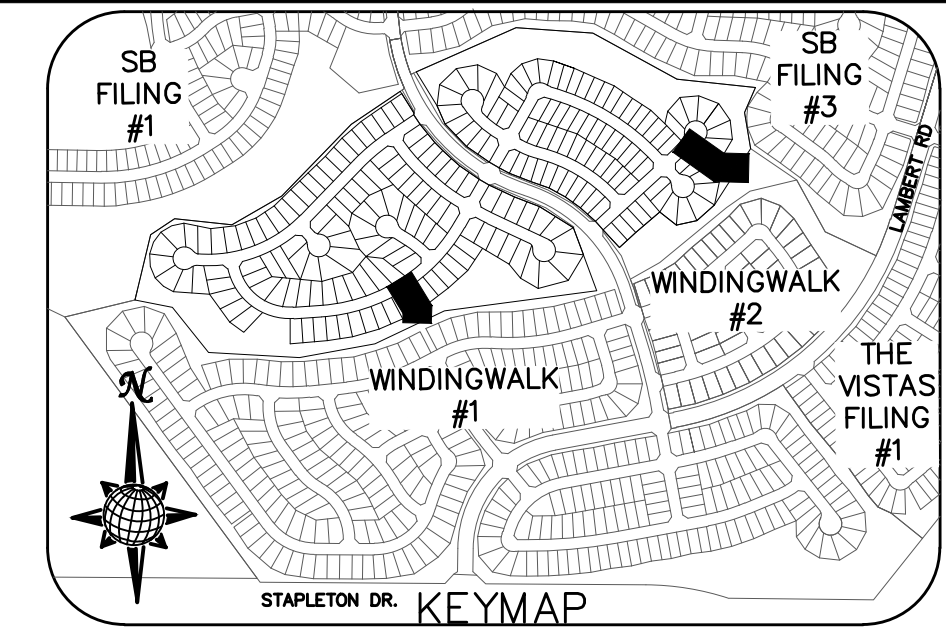 SB
FILING
#1
SB
FILING
#3
LAMBERT RD
WINDINGWALK
#2
THE
VISTAS
FILING
#1
WINDINGWALK
#1
N
STAPLETON DR.
KEYMAP